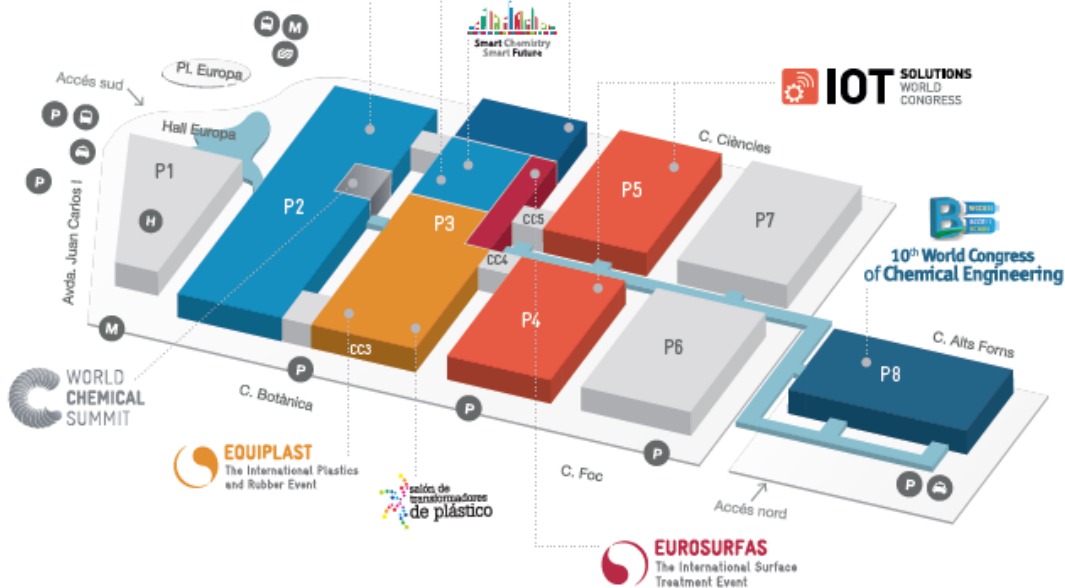 Smart Chemistry
Smart Future
M
Pl. Europa
Accés sud
IOT SOLUTIONS
WORLD
CONGRESS
P
Hall Europa
C. Ciències
P
P1
P5
P7
P2
P3
H
CC5
10th World Congress
of Chemical Engineering
Avda. Juan Carlos I
CC4
M
P4
P6
C. Alts Forns
CC3
P8
P
WORLD
CHEMICAL
SUMMIT
C. Botànica
P
EQUIPLAST
The International Plastics
and Rubber Event
P
C. Foc
salón de
transformadores
de plástico
P
Accés nord
EUROSURFAS
The International Surface
Treatment Event